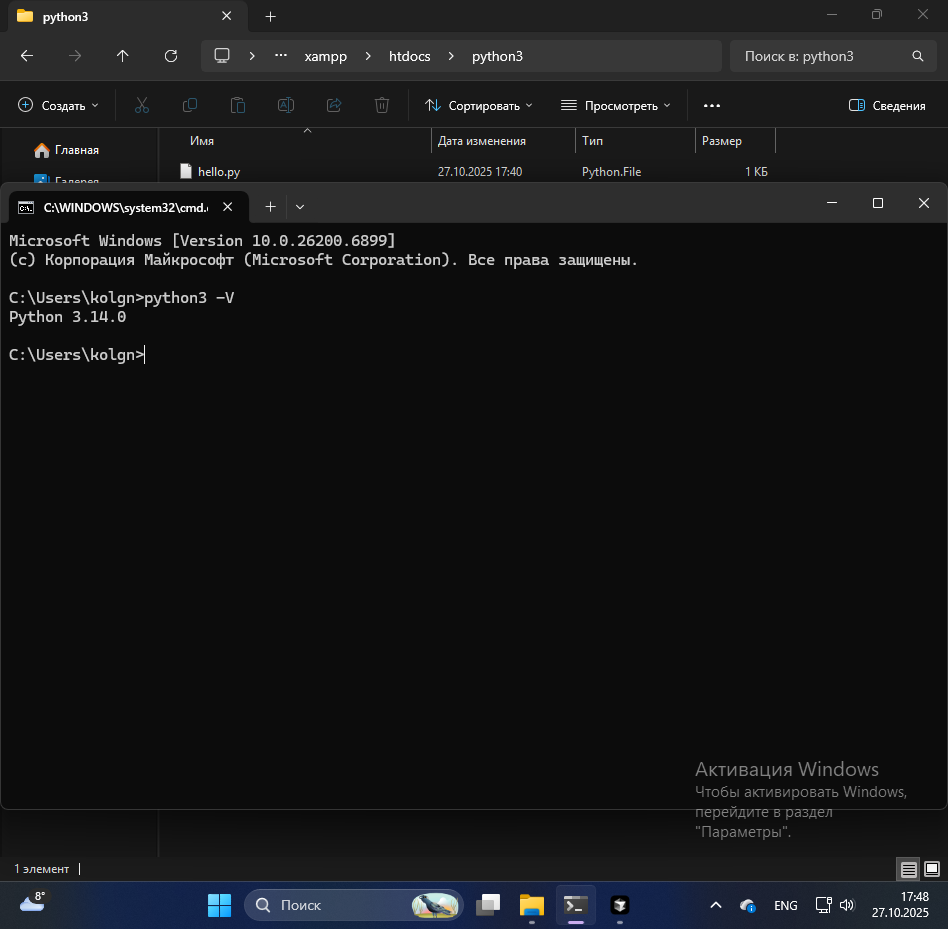 python3
xampp > htdocs > python3
Поиск в: python3
Создать
Сортировать
Просмотреть
Сведения
Имя Дата изменения Тип Размер
Главная
hello.py 27.10.2025 17:40 Python.File 1 КБ
Галерея
C:\WINDOWS\system32\cmd.
Microsoft Windows [Version 10.0.26200.6899]
(c) Корпорация Майкрософт (Microsoft Corporation). Все права защищены.
C:\Users\kolgn>python3 -V
Python 3.14.0
C:\Users\kolgn>
Активация Windows
Чтобы активировать Windows,
перейдите в раздел
"Параметры".
1 элемент
8°
Поиск
ENG
17:48
27.10.2025